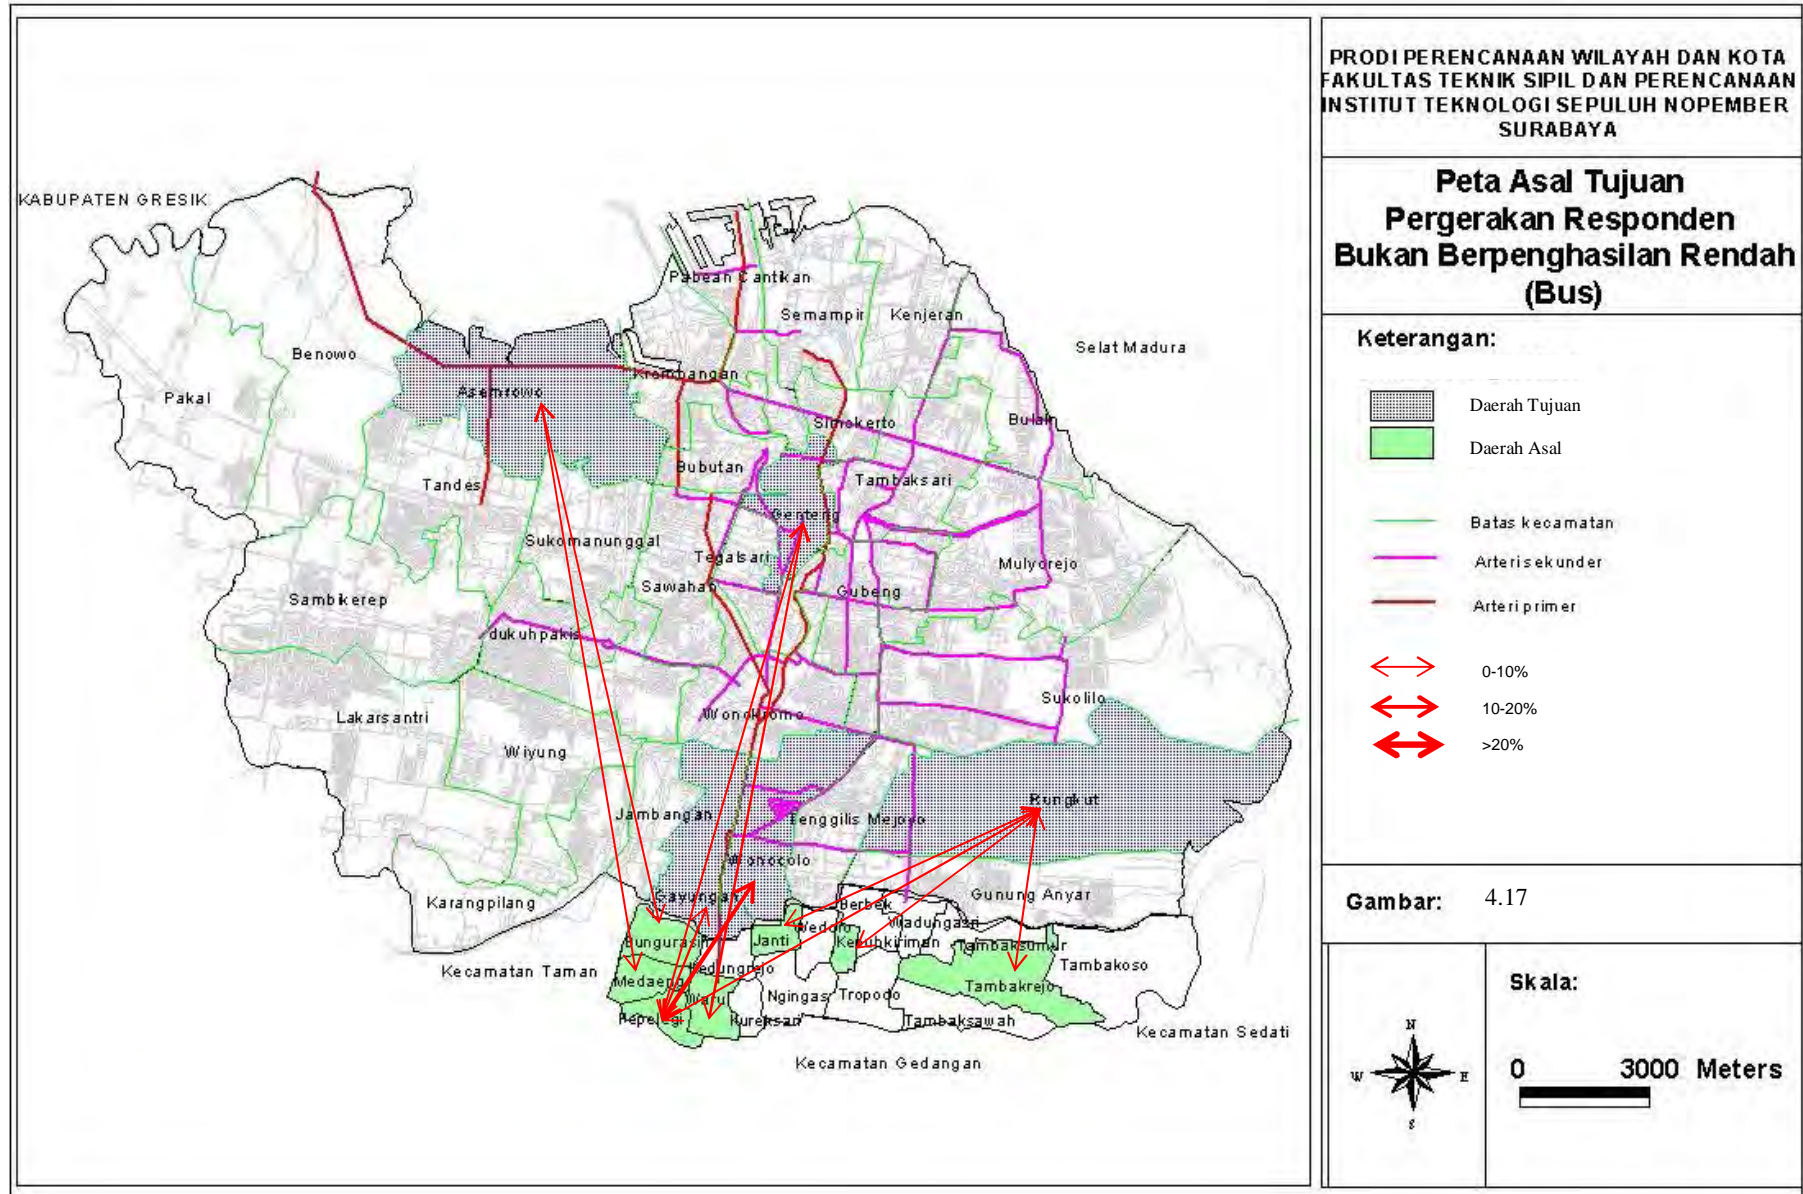 PRODI PERENCANAAN WILAYAH DAN KOTA
FAKULTAS TEKNIK SIPIL DAN PERENCANAAN
INSTITUT TEKNOLOGI SEPULUH NOPEMBER
SURABAYA
Peta Asal Tujuan
Pergerakan Responden
Bukan Berpenghasilan Rendah
(Bus)
Keterangan:
Daerah Tujuan
Daerah Asal
Batas kecamatan
Arteri sekunder
Arteri primer
0-10%
10-20%
>20%
Gambar: 4.17
Skala:
0 3000 Meters
N
W E
S
KABUPATEN GRESIK
Pabean Cantikan
Semampir
Kenjeran
Selat Madura
Benowo
Pakal
Asemrowo
Krembangan
Simokerto
Bulak
Bubutan
Tandes
Tambaksari
Genteng
Sukomanunggal
Tegalsari
Sawahan
Gubeng
Mulyorejo
Sambikerep
dukuhpakis
Sukolilo
Lakarsantri
Wonokromo
Wiyung
Rungkut
Jambangan
Tenggilis Mejoyo
Wonocolo
Gayungan
Gunung Anyar
Karangpilang
Berbek
Wadungasri
Wedoro
Bungurasih
Janti
Kepuhkiriman
Tambaksumur
Kecamatan Taman
Kedungrejo
Tambakoso
Medaeng
Waru
Ngingas
Tropodo
Tambakrejo
Pepelegi
Kureksari
Tambaksawah
Kecamatan Sedati
Kecamatan Gedangan